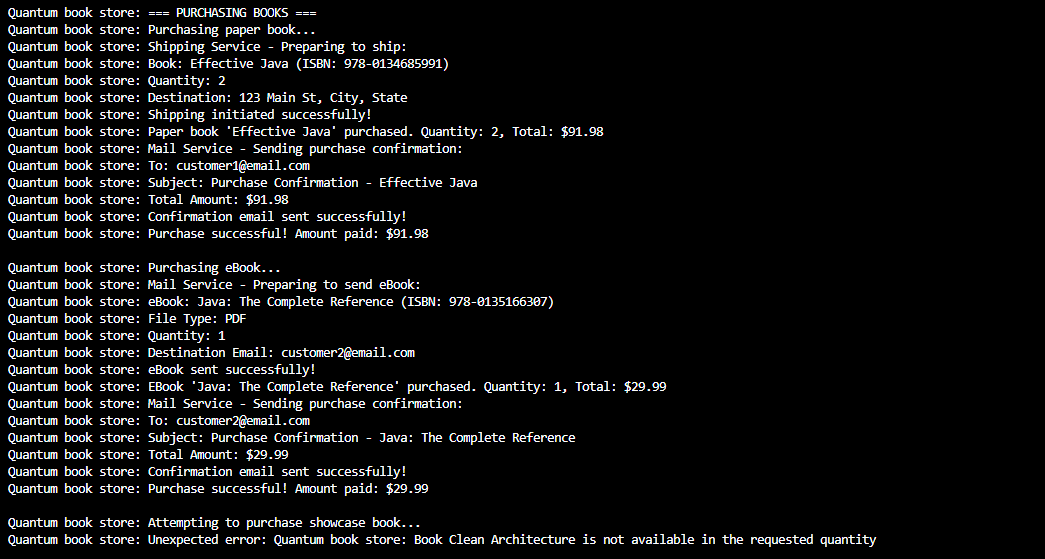 Quantum book store: === PURCHASING BOOKS ===
Quantum book store: Purchasing paper book...
Quantum book store: Shipping Service - Preparing to ship:
Quantum book store: Book: Effective Java (ISBN: 978-0134685991)
Quantum book store: Quantity: 2
Quantum book store: Destination: 123 Main St, City, State
Quantum book store: Shipping initiated successfully!
Quantum book store: Paper book 'Effective Java' purchased. Quantity: 2, Total: $91.98
Quantum book store: Mail Service - Sending purchase confirmation:
Quantum book store: To: customer1@email.com
Quantum book store: Subject: Purchase Confirmation - Effective Java
Quantum book store: Total Amount: $91.98
Quantum book store: Confirmation email sent successfully!
Quantum book store: Purchase successful! Amount paid: $91.98

Quantum book store: Purchasing eBook...
Quantum book store: Mail Service - Preparing to send eBook:
Quantum book store: eBook: Java: The Complete Reference (ISBN: 978-0135166307)
Quantum book store: File Type: PDF
Quantum book store: Quantity: 1
Quantum book store: Destination Email: customer2@email.com
Quantum book store: eBook sent successfully!
Quantum book store: EBook 'Java: The Complete Reference' purchased. Quantity: 1, Total: $29.99
Quantum book store: Mail Service - Sending purchase confirmation:
Quantum book store: To: customer2@email.com
Quantum book store: Subject: Purchase Confirmation - Java: The Complete Reference
Quantum book store: Total Amount: $29.99
Quantum book store: Confirmation email sent successfully!
Quantum book store: Purchase successful! Amount paid: $29.99

Quantum book store: Attempting to purchase showcase book...
Quantum book store: Unexpected error: Quantum book store: Book Clean Architecture is not available in the requested quantity